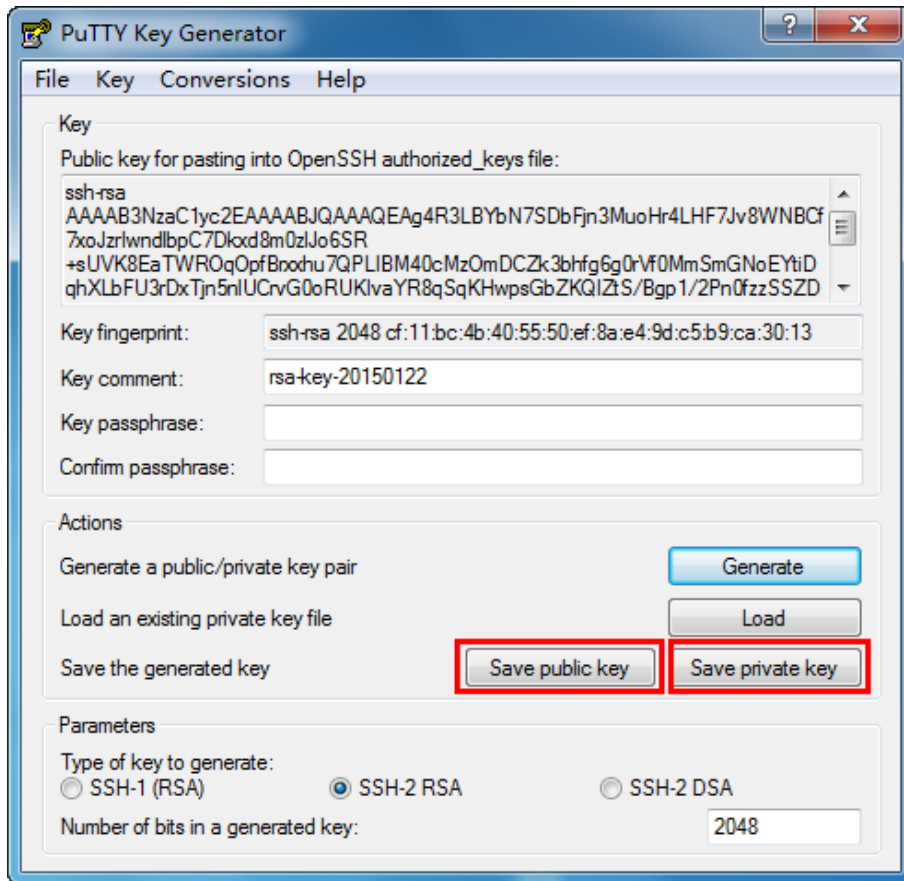 PuTTY Key Generator
File Key Conversions Help
Key
Public key for pasting into OpenSSH authorized_keys file:
ssh-rsa
AAAAB3NzaC1yc2EAAAABJQAAAQEAg4R3LBYbN7SDbFjn3MuoHr4LHF7Jv8WNBCf
7xoJzrlwndlbpC7Dkxd8m0zlJo6SR
+sUVK8EaTWROqOpfBrxxhu7QPLIBM40cMzOmDCZk3bhfg6g0rVf0MmSmGNoEYtiD
qhXLbFU3rDxTjn5nIUCrvG0oRUKIvaYR8qSqKHwpsGbZKQIZtS/Bgp1/2Pn0fzzSSZD
Key fingerprint: ssh-rsa 2048 cf:11:bc:4b:40:55:50:ef:8a:e4:9d:c5:b9:ca:30:13
Key comment: rsa-key-20150122
Key passphrase:
Confirm passphrase:
Actions
Generate a public/private key pair Generate
Load an existing private key file Load
Save the generated key Save public key Save private key
Parameters
Type of key to generate:
SSH-1 (RSA) SSH-2 RSA SSH-2 DSA
Number of bits in a generated key: 2048